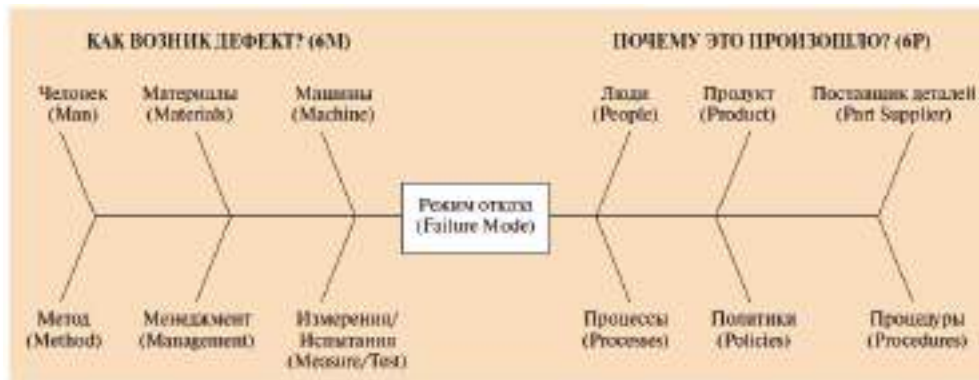 КАК ВОЗНИК ДЕФЕКТ? (6М)
ПОЧЕМУ ЭТО ПРОИЗОШЛО? (6P)
Человек
(Man)
Материалы
(Materials)
Машины
(Machine)
Люди
(People)
Продукт
(Product)
Поставщик деталей
(Part Supplier)
Режим отказа
(Failure Mode)
Метод
(Method)
Менеджмент
(Management)
Измерения/
Испытания
(Measure/Test)
Процессы
(Processes)
Политики
(Policies)
Процедуры
(Procedures)